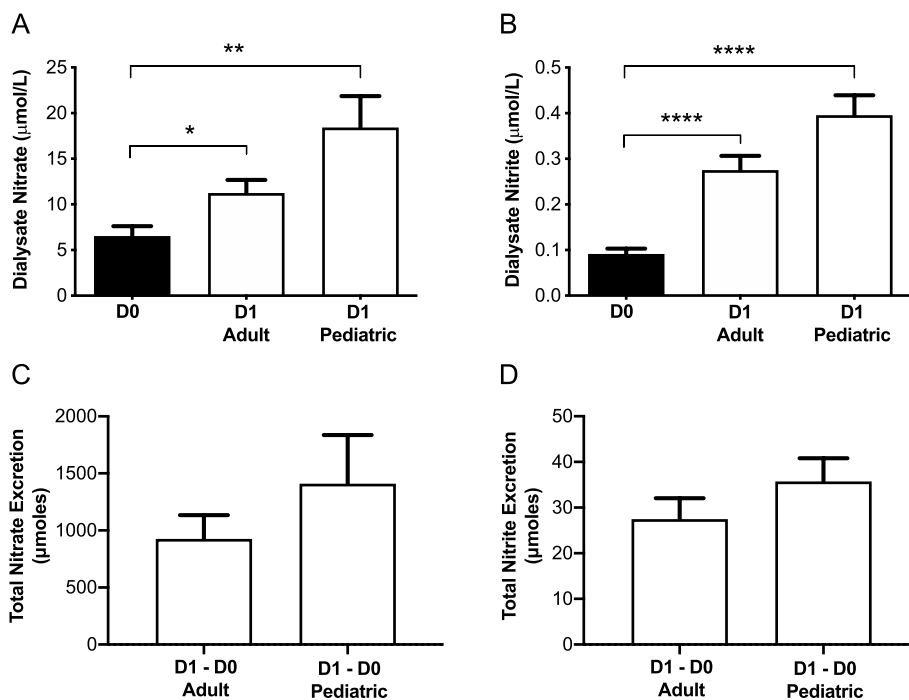 A
Dialysate Nitrate (μmol/L)
25
20
15
10
5
0
**
*
D0
D1
Adult
D1
Pediatric
B
Dialysate Nitrite (μmol/L)
0.5
0.4
0.3
0.2
0.1
0.0
****
****
D0
D1
Adult
D1
Pediatric
C
Total Nitrate Excretion
(μmoles)
2000
1500
1000
500
0
D1 - D0
Adult
D1 - D0
Pediatric
D
Total Nitrite Excretion
(μmoles)
50
40
30
20
10
0
D1 - D0
Adult
D1 - D0
Pediatric